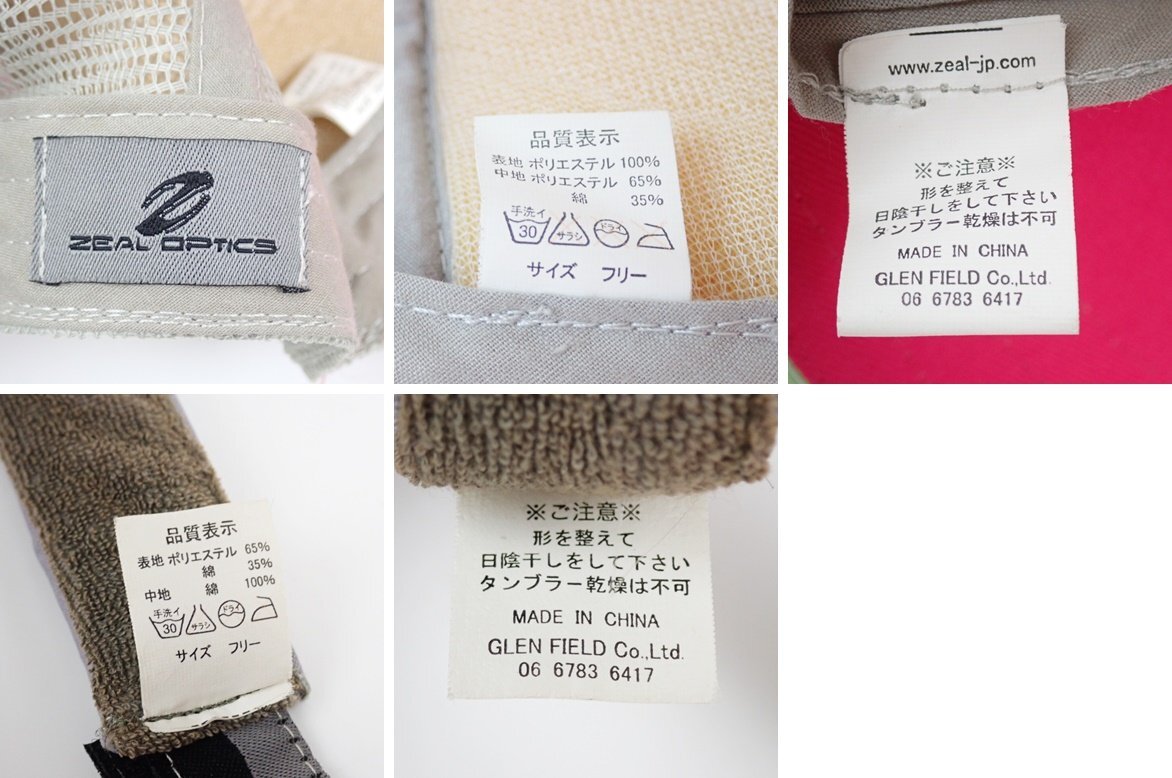 ZEAL OPTICS
品質表示
表地 ポリエステル 100%
中地 ポリエステル 65%
綿 35%
手洗イ
30 サラシ ドライ
サイズ フリー
www.zeal-jp.com
※ご注意※
形を整えて
日陰干しをして下さい
タンブラー乾燥は不可
MADE IN CHINA
GLEN FIELD Co.,Ltd.
06 6783 6417
品質表示
表地 ポリエステル 65%
綿 35%
中地 綿 100%
手洗イ
30 サラシ ドライ
サイズ フリー
※ご注意※
形を整えて
日陰干しをして下さい
タンブラー乾燥は不可
MADE IN CHINA
GLEN FIELD Co.,Ltd.
06 6783 6417